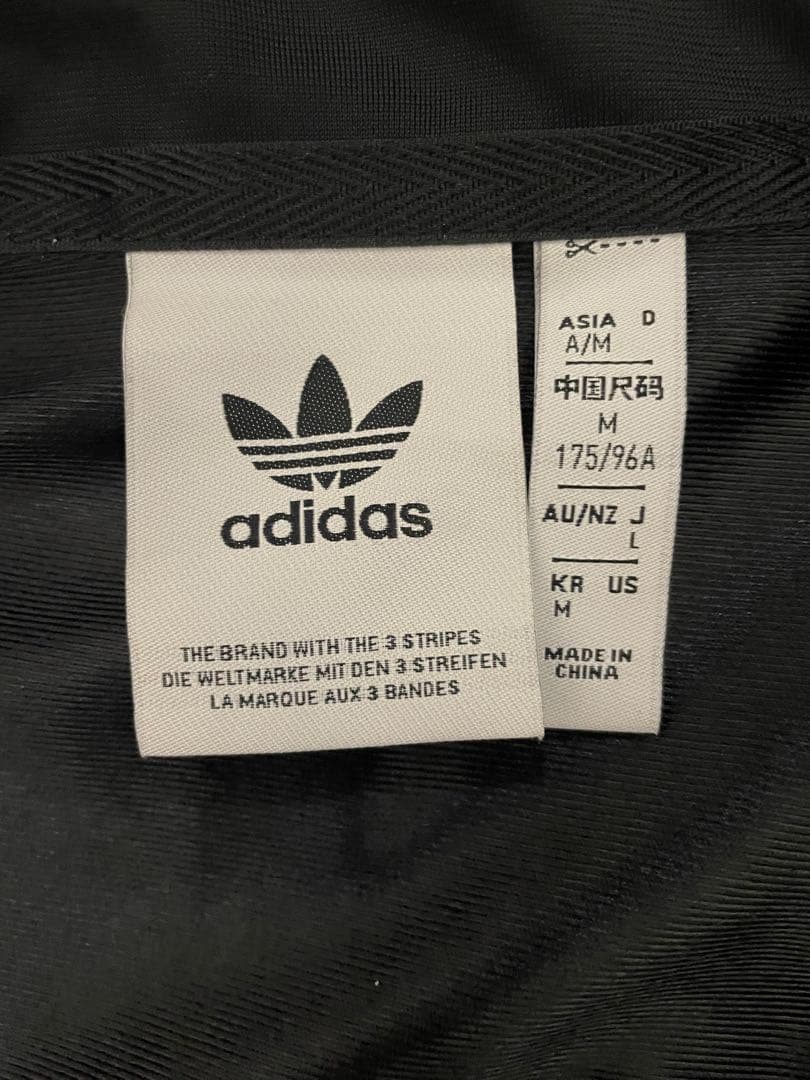 adidas
THE BRAND WITH THE 3 STRIPES
DIE WELTMARKE MIT DEN 3 STREIFEN
LA MARQUE AUX 3 BANDES
ASIA D
A/M
中国尺码
M
175/96A
AU/NZ J
L
KR US
M
MADE IN
CHINA